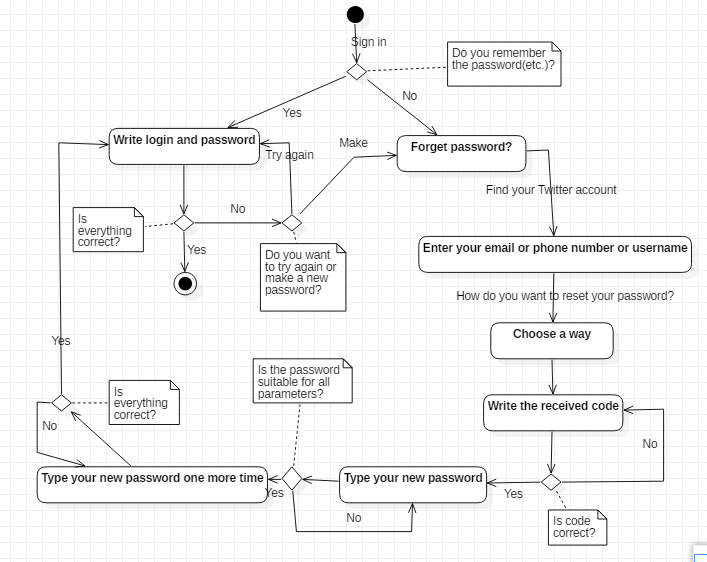 Sign in
Do you remember
the password(etc.)?
Yes
No
Write login and password
Try again
Make
Forget password?
Find your Twitter account
Is
everything
correct?
No
Yes
Do you want
to try again or
make a new
password?
Enter your email or phone number or username
How do you want to reset your password?
Choose a way
Yes
Is the password
suitable for all
parameters?
Is
everything
correct?
Write the received code
No
No
Type your new password one more time
Yes
Type your new password
Yes
No
Is code
correct?